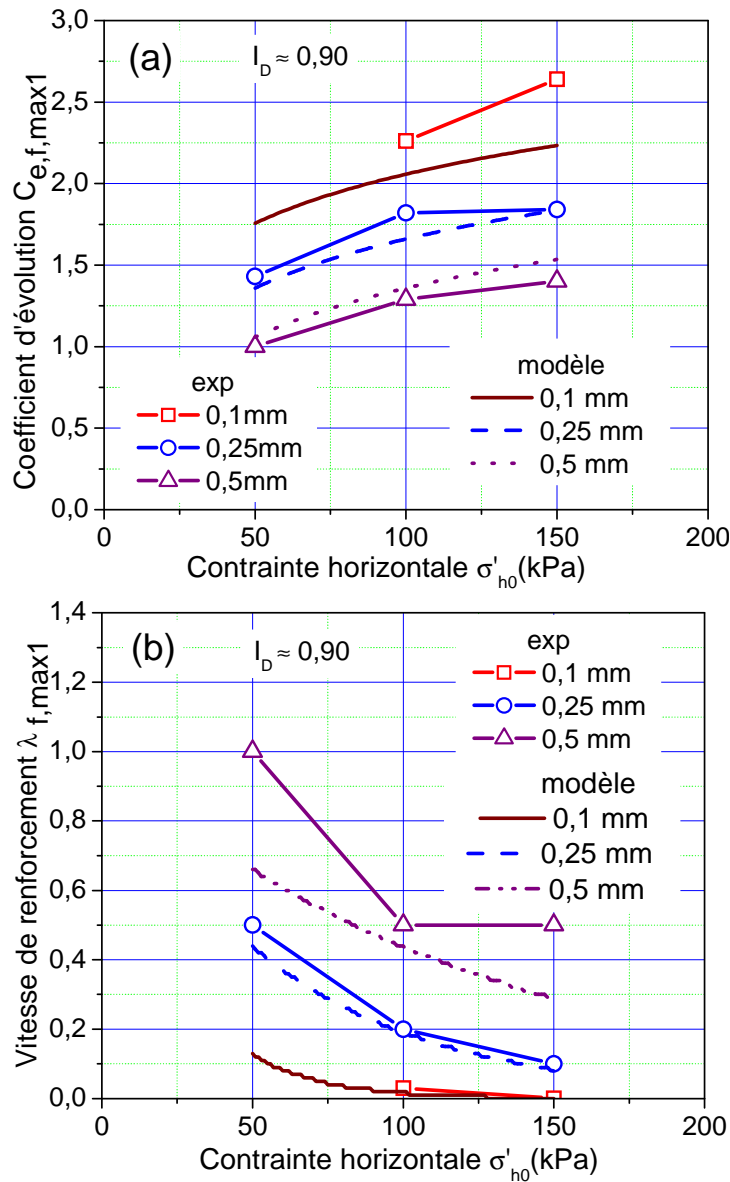 (a) I_D ≈ 0,90
Coefficient d'évolution C_e,f,max1
3,0
2,5
2,0
1,5
1,0
0,5
0,0
exp
0,1mm
0,25mm
0,5mm
modèle
0,1 mm
0,25 mm
0,5 mm
0 50 100 150 200
Contrainte horizontale σ'_h0(kPa)
(b) I_D ≈ 0,90
Vitesse de renforcement λ_f,max1
1,4
1,2
1,0
0,8
0,6
0,4
0,2
0,0
exp
0,1 mm
0,25 mm
0,5 mm
modèle
0,1 mm
0,25 mm
0,5 mm
0 50 100 150 200
Contrainte horizontale σ'_h0(kPa)